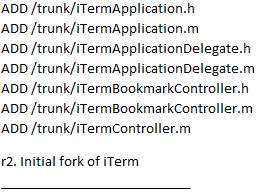 ADD /trunk/iTermApplication.h
ADD /trunk/iTermApplication.m
ADD /trunk/iTermApplicationDelegate.h
ADD /trunk/iTermApplicationDelegate.m
ADD /trunk/iTermBookmarkController.h
ADD /trunk/iTermBookmarkController.m
ADD /trunk/iTermController.m
r2. Initial fork of iTerm